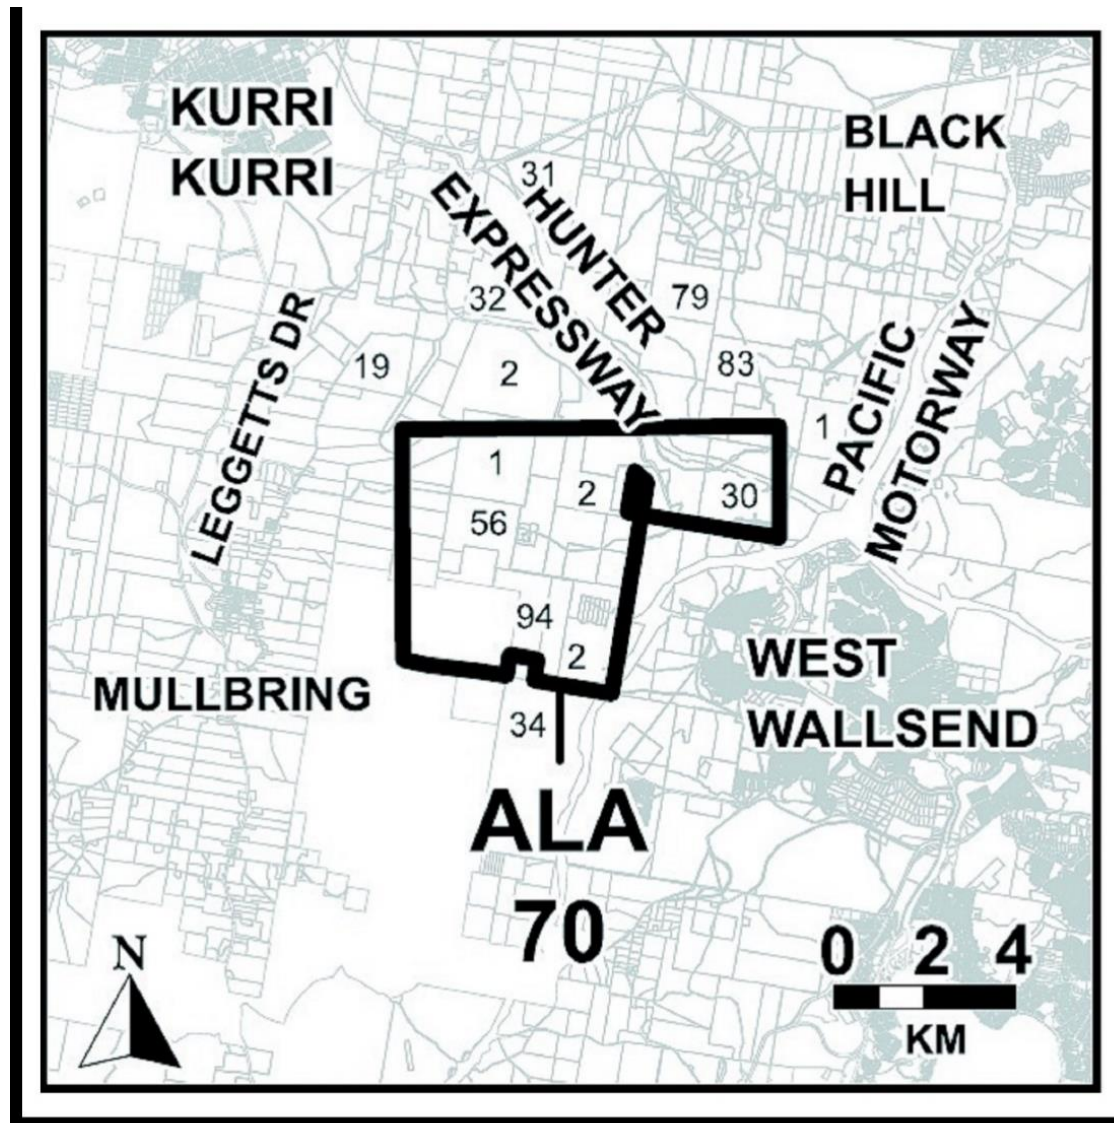 KURRI
KURRI
BLACK
HILL
31
HUNTER
EXPRESSWAY
32
79
LEGGETTS DR
19
2
83
PACIFIC
MOTORWAY
1
1
2
30
56
94
2
WEST
WALLSEND
MULLBRING
34
ALA
70
N
0 2 4
KM